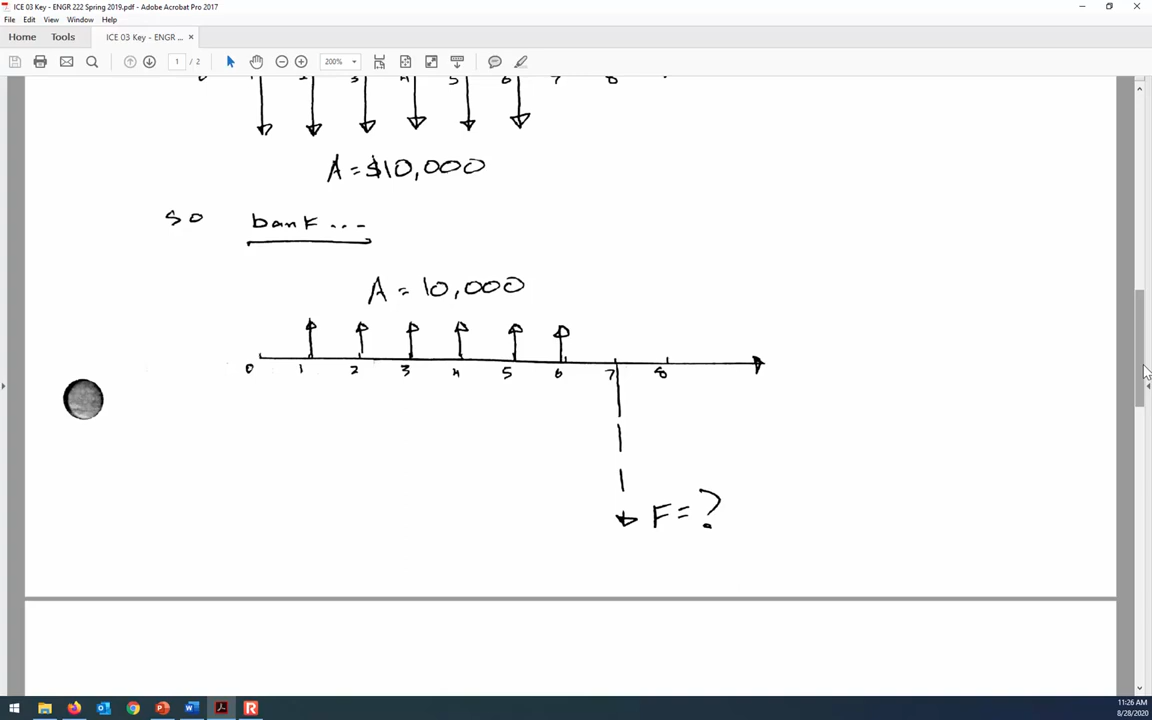 ICE 03 Key - ENGR 222 Spring 2019.pdf - Adobe Acrobat Pro 2017
File Edit View Window Help
Home Tools ICE 03 Key - ENGR ... ×
1 / 2 200%
3 4 5 6 7 8
A = $10,000
so bank...
A = 10,000
0 1 2 3 4 5 6 7 8
F = ?
11:26 AM
8/28/2020